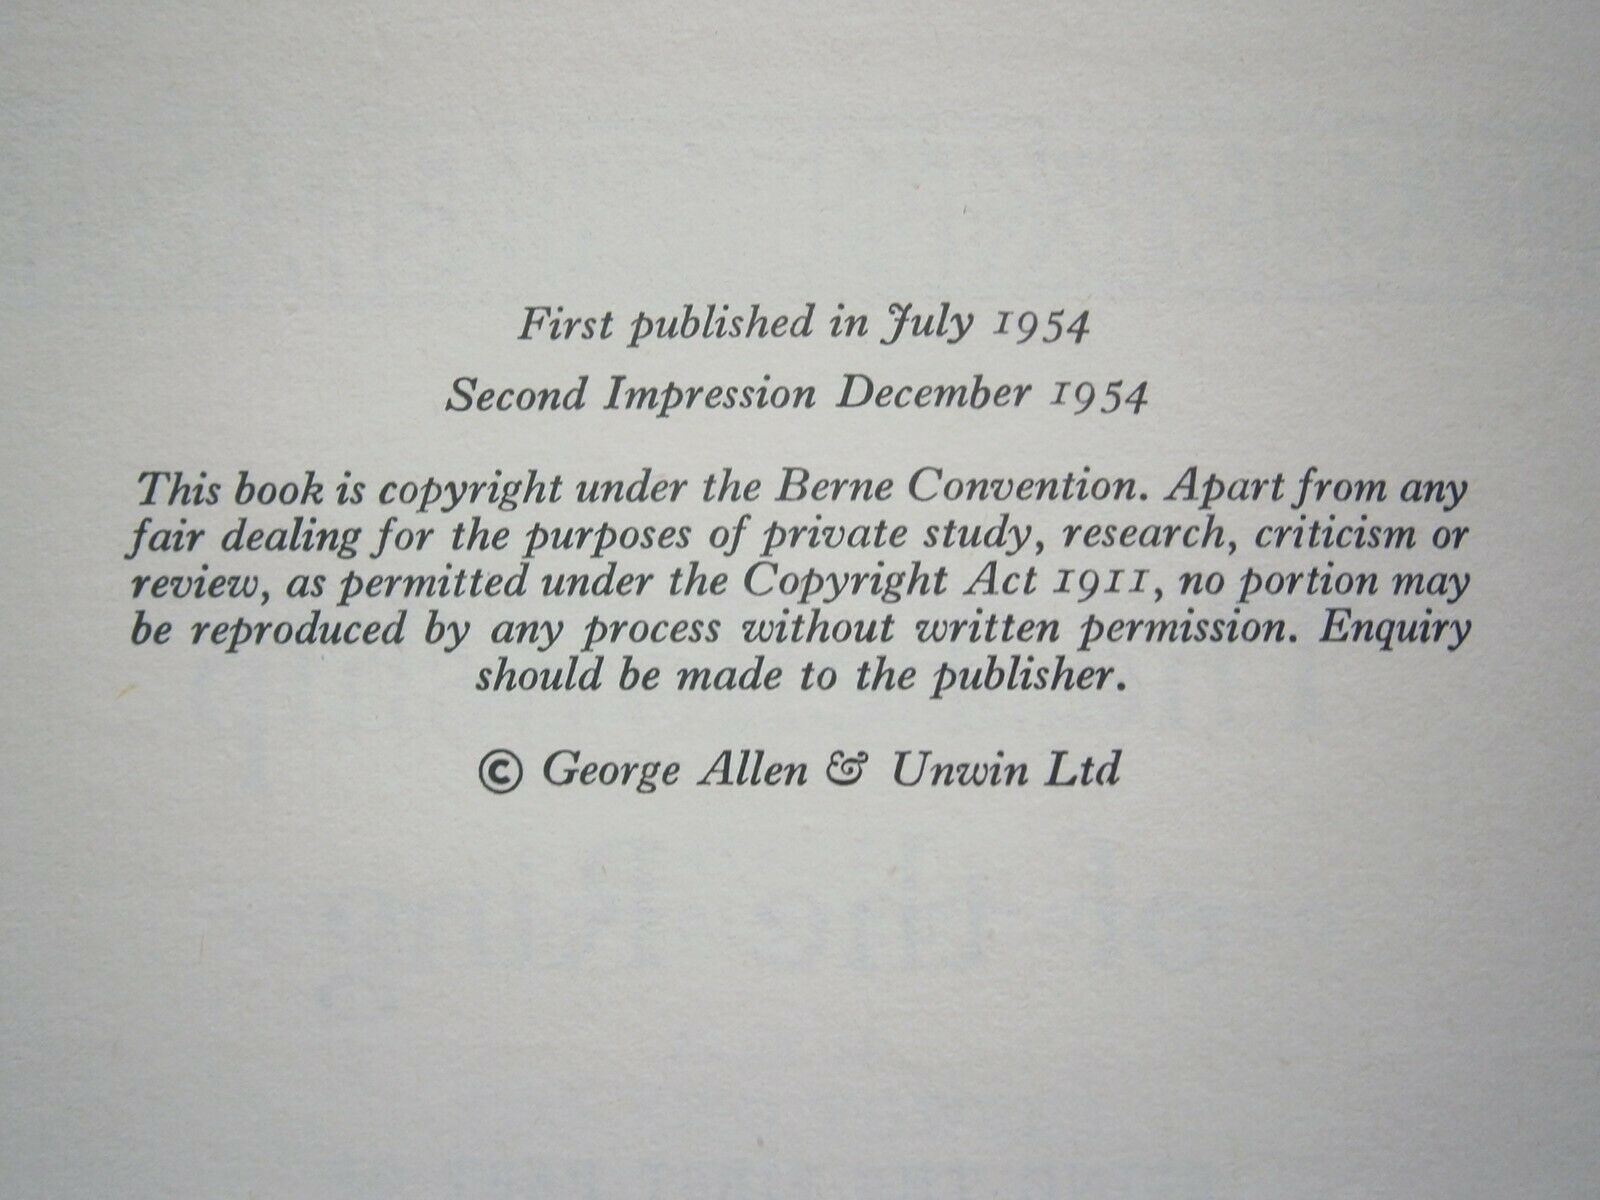 First published in July 1954
Second Impression December 1954
This book is copyright under the Berne Convention. Apart from any
fair dealing for the purposes of private study, research, criticism or
review, as permitted under the Copyright Act 1911, no portion may
be reproduced by any process without written permission. Enquiry
should be made to the publisher.
© George Allen & Unwin Ltd